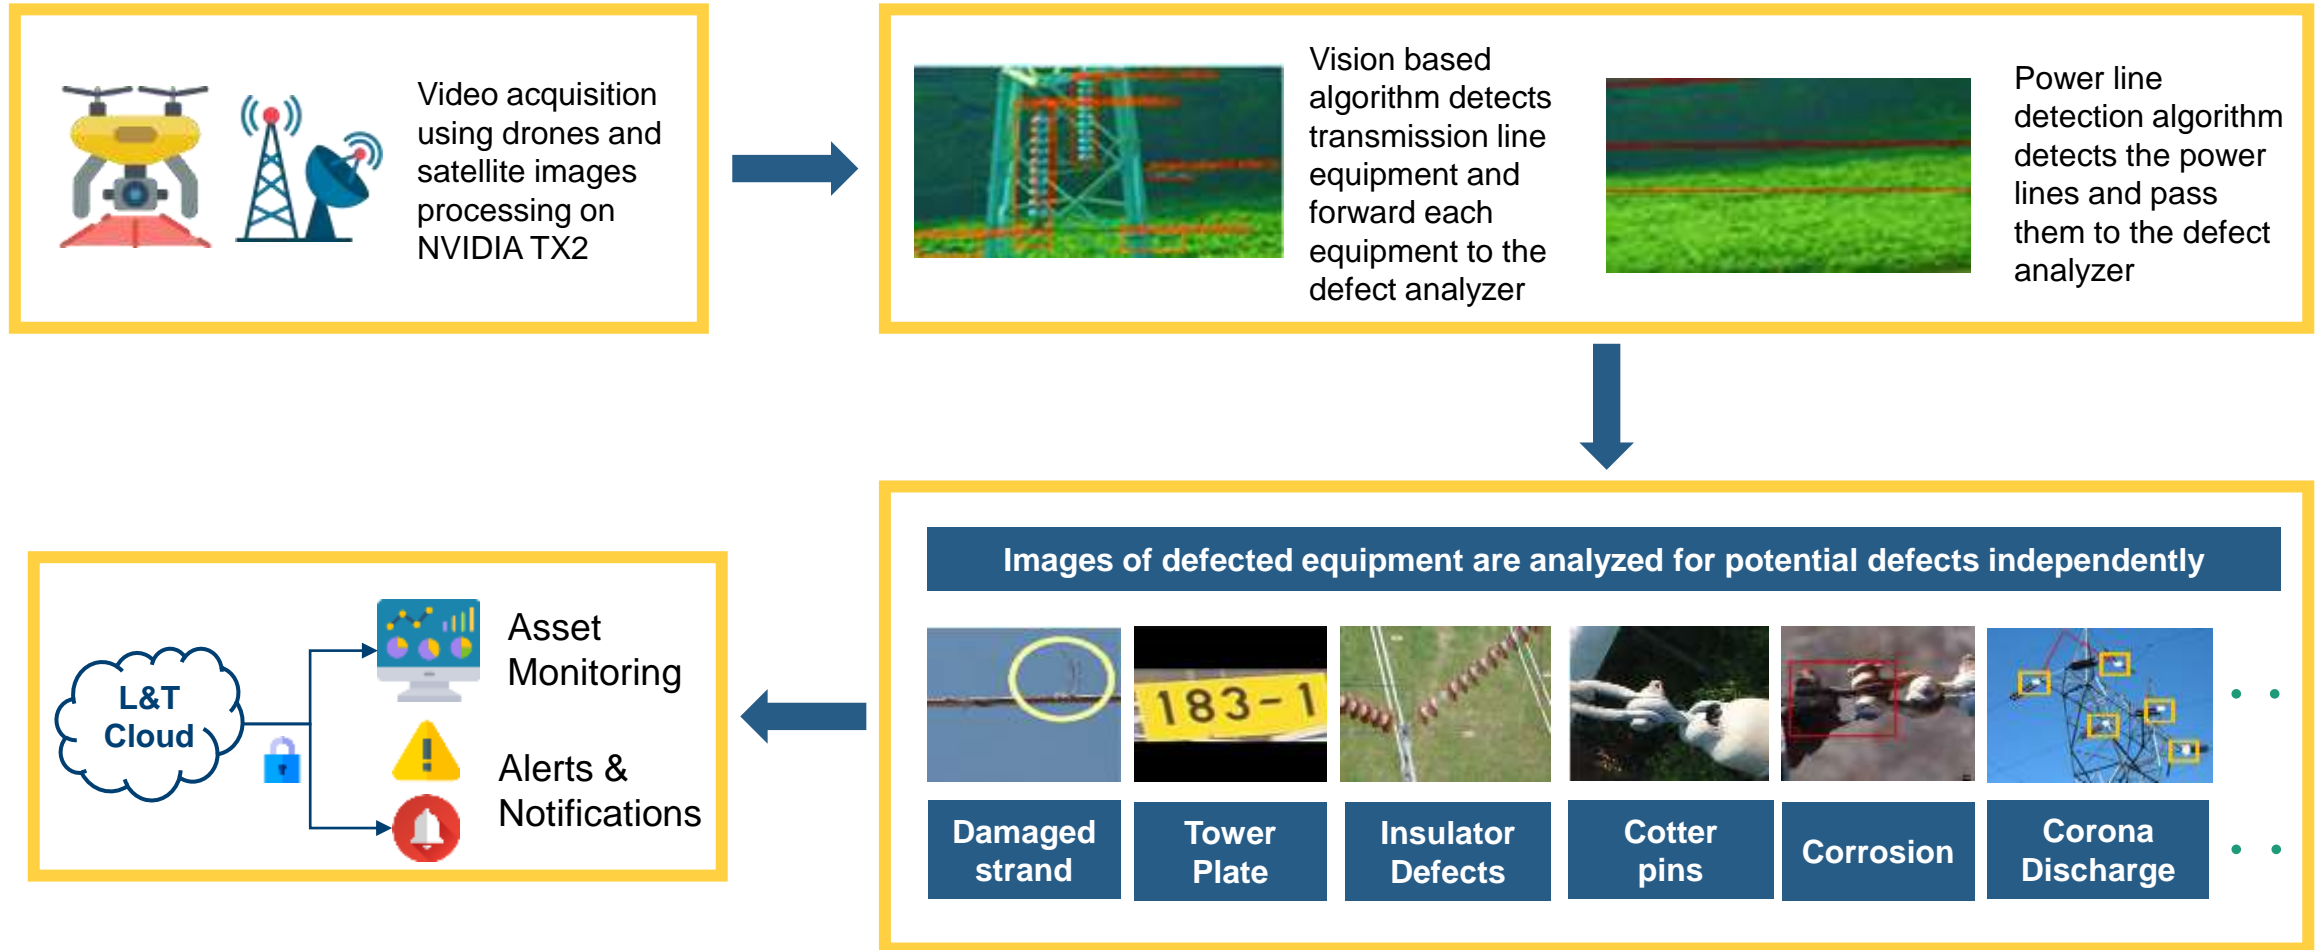 Video acquisition
using drones and
satellite images
processing on
NVIDIA TX2
Vision based
algorithm detects
transmission line
equipment and
forward each
equipment to the
defect analyzer
Power line
detection algorithm
detects the power
lines and pass
them to the defect
analyzer
Images of defected equipment are analyzed for potential defects independently
183-1
Damaged
strand
Tower
Plate
Insulator
Defects
Cotter
pins
Corrosion
Corona
Discharge
L&T
Cloud
Asset
Monitoring
Alerts &
Notifications